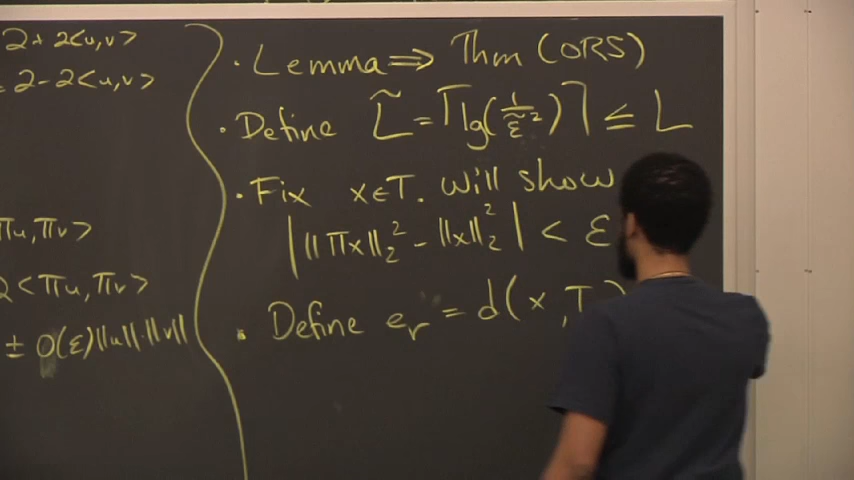 2 + 2<u,v>
= 2 - 2<u,v>
Πu, Πv>
2<Πu, Πv>
± O(ε)||u||·||v||
· Lemma ⇒ Thm (ORS)
· Define L̃ = ⌈lg(1/ε̃²)⌉ ≤ L
· Fix x∈T. Will show
| ||Πx||₂² - ||x||₂² | < ε
· Define e_r = d(x, T